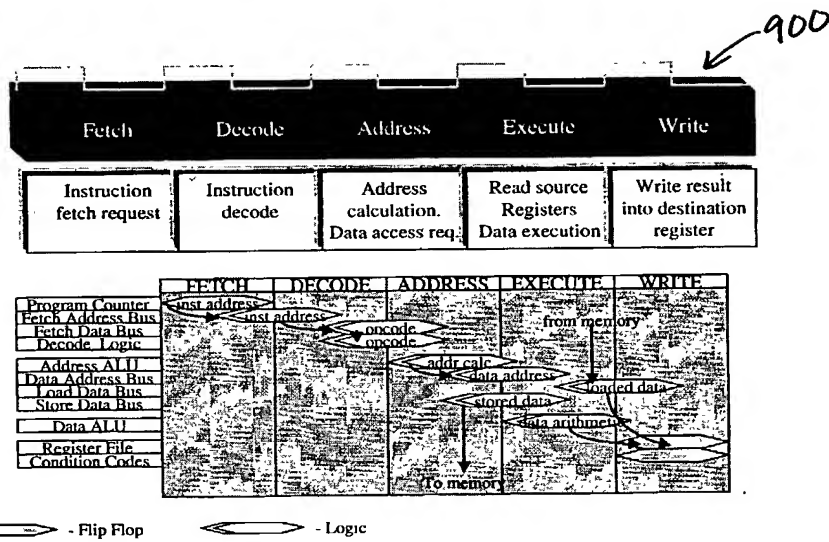 900
Fetch Decode Address Execute Write
Instruction
fetch request
Instruction
decode
Address
calculation.
Data access req.
Read source
Registers
Data execution
Write result
into destination
register
FETCH DECODE ADDRESS EXECUTE WRITE
Program Counter
Fetch Address Bus
Fetch Data Bus
Decode Logic
Address ALU
Data Address Bus
Load Data Bus
Store Data Bus
Data ALU
Register File
Condition Codes
inst address
inst address
opcode
opcode
from memory
addr calc
data address
loaded data
stored data
data arithmetic
To memory
- Flip Flop
- Logic